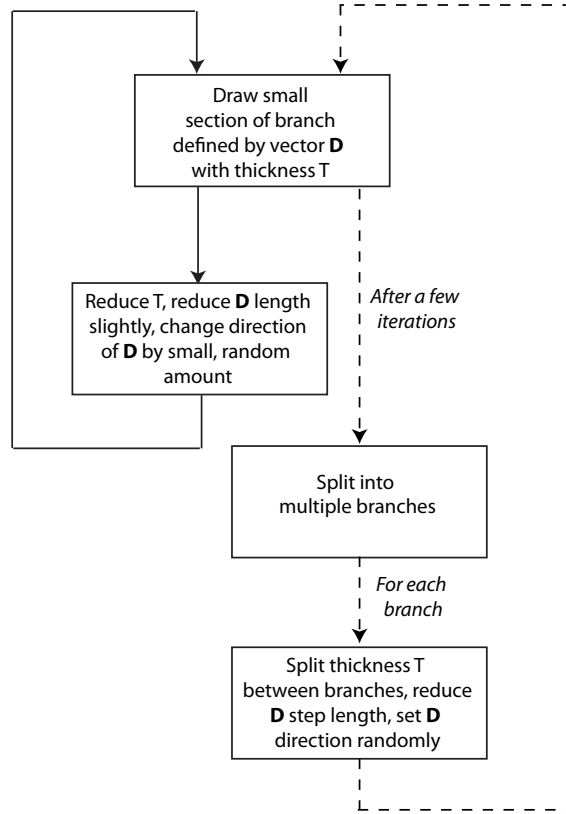 Draw small
section of branch
defined by vector D
with thickness T
Reduce T, reduce D length
slightly, change direction
of D by small, random
amount
After a few
iterations
Split into
multiple branches
For each
branch
Split thickness T
between branches, reduce
D step length, set D
direction randomly